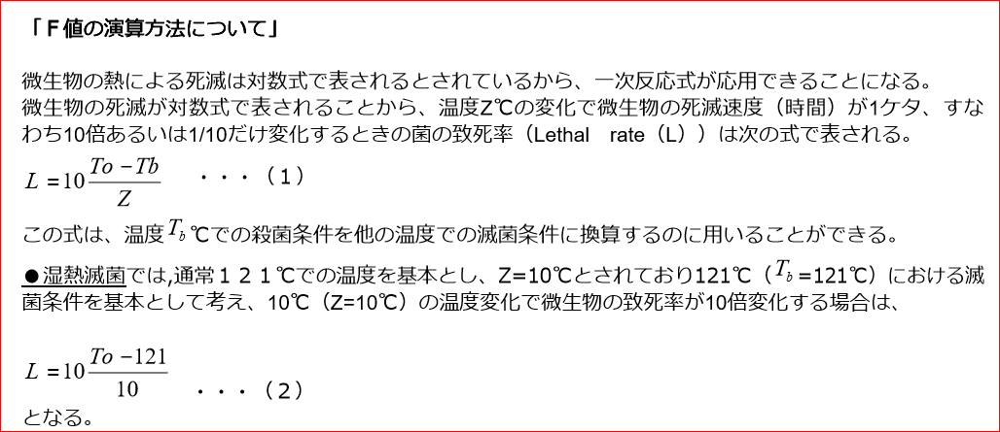 「Ｆ値の演算方法について」
微生物の熱による死滅は対数式で表されるとされているから、一次反応式が応用できることになる。
微生物の死滅が対数式で表されることから、温度Z℃の変化で微生物の死滅速度（時間）が1ケタ、すな
わち10倍あるいは1/10だけ変化するときの菌の致死率（Lethal　rate（L））は次の式で表される。
L = 10 \frac{To - Tb}{Z} ・・・（１）
この式は、温度 T_b ℃での殺菌条件を他の温度での滅菌条件に換算するのに用いることができる。
●湿熱滅菌では,通常１２１℃での温度を基本とし、Z=10℃とされており121℃（ T_b =121℃）における滅
菌条件を基本として考え、10℃（Z=10℃）の温度変化で微生物の致死率が10倍変化する場合は、
L = 10 \frac{To - 121}{10} ・・・（２）
となる。